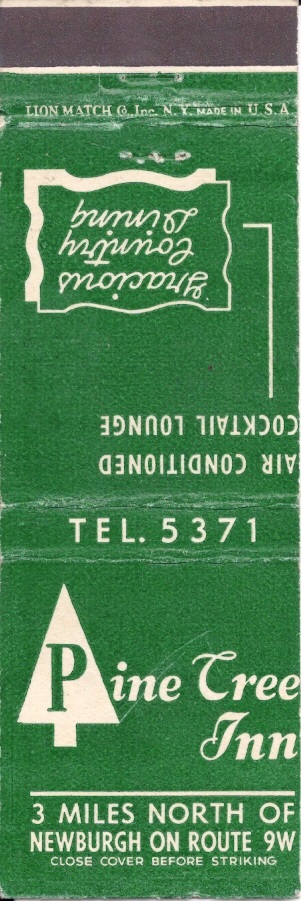 LION MATCH Co., Inc. N. Y. MADE IN U. S. A.
Gracious
Country
Dining
COCKTAIL LOUNGE
AIR CONDITIONED
TEL. 5371
Pine Tree
Inn
3 MILES NORTH OF
NEWBURGH ON ROUTE 9W
CLOSE COVER BEFORE STRIKING